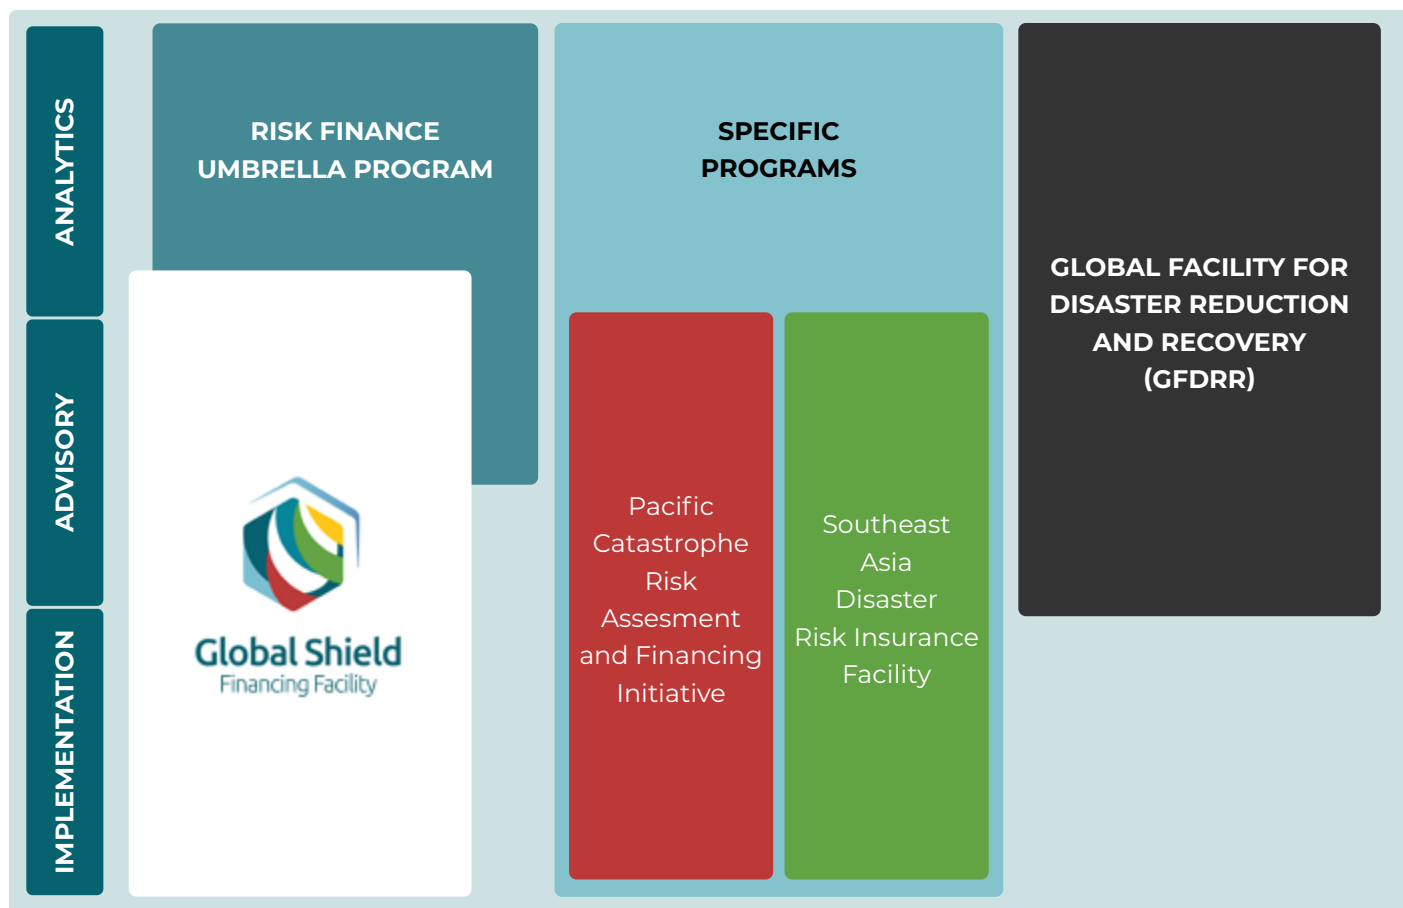 ANALYTICS
ADVISORY
IMPLEMENTATION
RISK FINANCE
UMBRELLA PROGRAM
Global Shield
Financing Facility
SPECIFIC
PROGRAMS
Pacific
Catastrophe
Risk
Assesment
and Financing
Initiative
Southeast
Asia
Disaster
Risk Insurance
Facility
GLOBAL FACILITY FOR
DISASTER REDUCTION
AND RECOVERY
(GFDRR)